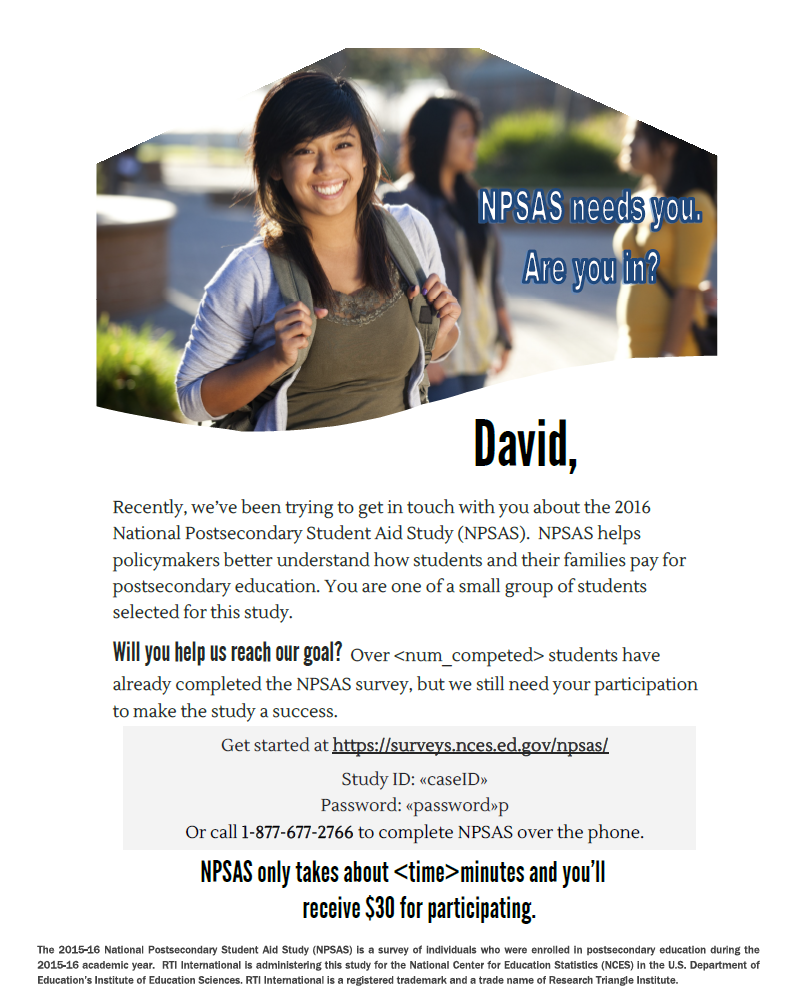 NPSAS needs you.
Are you in?
David,
Recently, we've been trying to get in touch with you about the 2016
National Postsecondary Student Aid Study (NPSAS).  NPSAS helps
policymakers better understand how students and their families pay for
postsecondary education. You are one of a small group of students
selected for this study.
Will you help us reach our goal?  Over <num_competed> students have
already completed the NPSAS survey, but we still need your participation
to make the study a success.
Get started at https://surveys.nces.ed.gov/npsas/
Study ID: «caseID»
Password: «password»p
Or call 1-877-677-2766 to complete NPSAS over the phone.
NPSAS only takes about <time>minutes and you'll
receive $30 for participating.
The 2015-16 National Postsecondary Student Aid Study (NPSAS) is a survey of individuals who were enrolled in postsecondary education during the
2015-16 academic year.  RTI International is administering this study for the National Center for Education Statistics (NCES) in the U.S. Department of
Education's Institute of Education Sciences. RTI International is a registered trademark and a trade name of Research Triangle Institute.